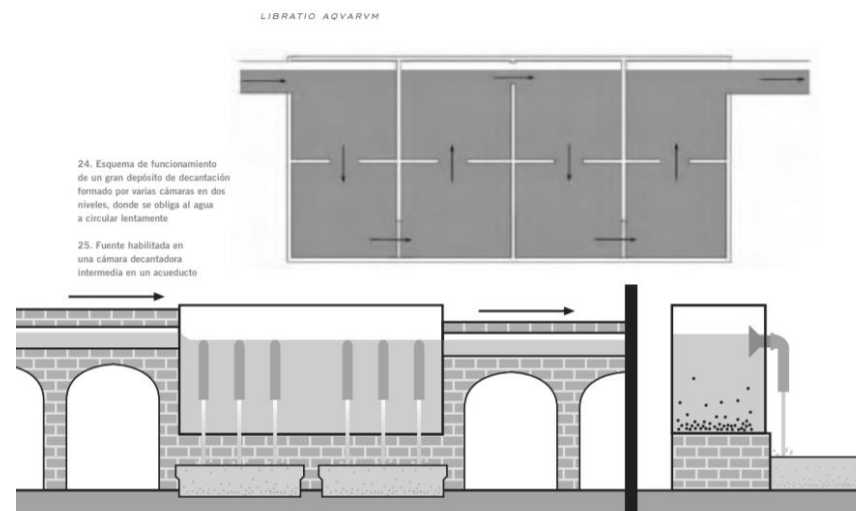 LIBRATIO AQVARVM
24. Esquema de funcionamiento
de un gran depósito de decantación
formado por varias cámaras en dos
niveles, donde se obliga al agua
a circular lentamente
25. Fuente habilitada en
una cámara decantadora
intermedia en un acueducto